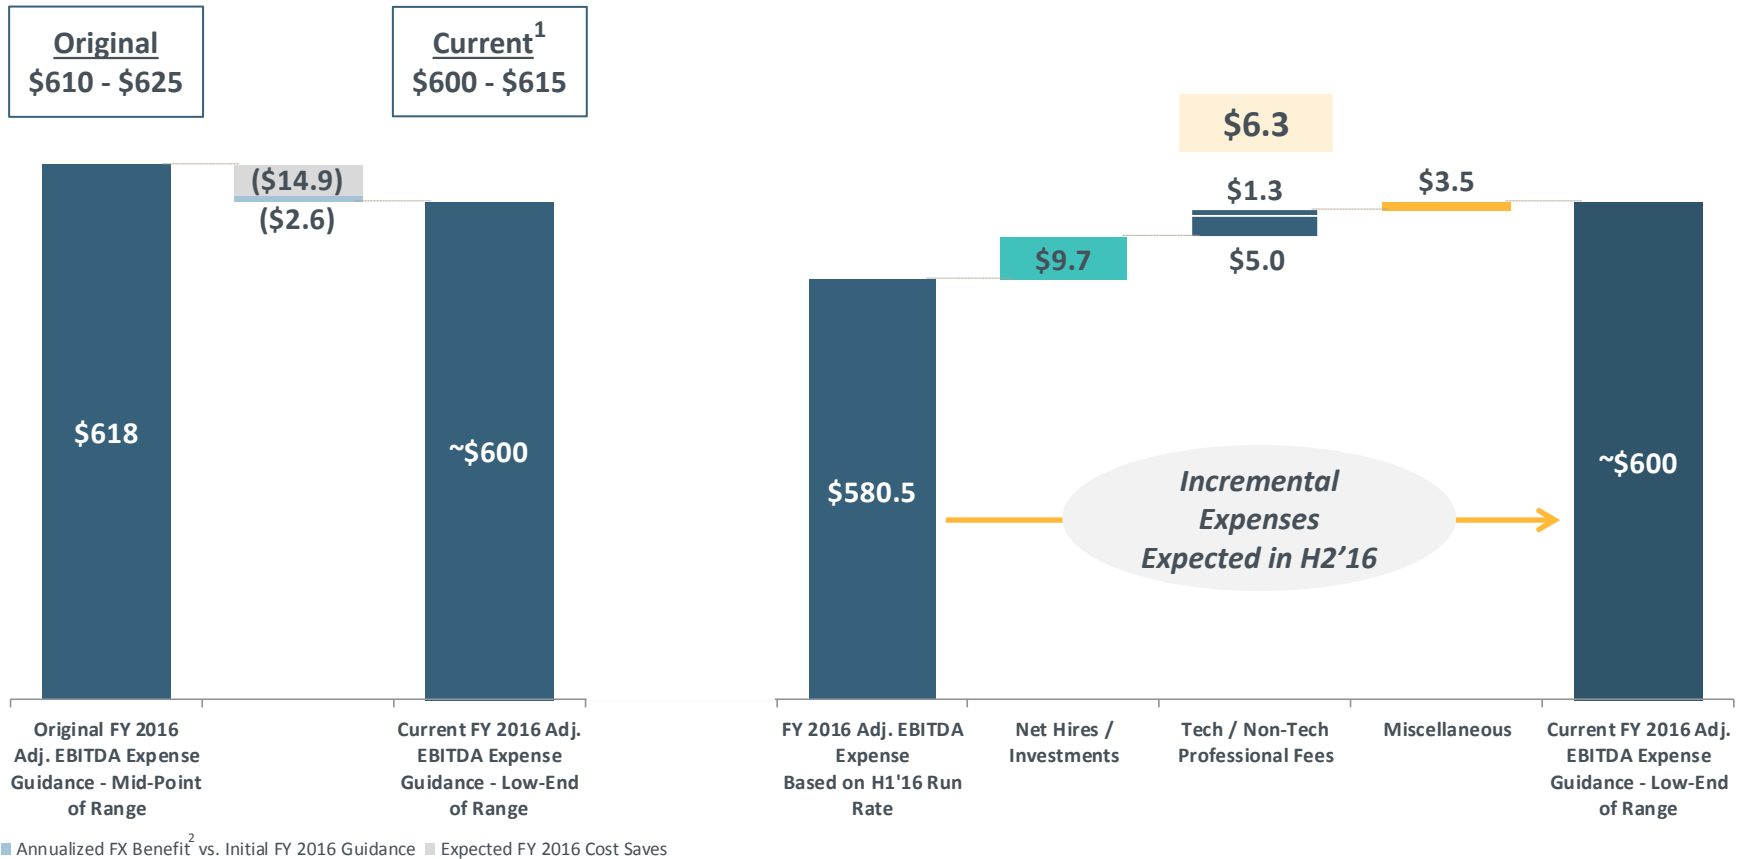 Original
$610 - $625
Current1
$600 - $615
($14.9)
($2.6)
$618
~$600
$6.3
$1.3
$5.0
$3.5
$9.7
$580.5
~$600
Incremental
Expenses
Expected in H2’16
Original FY 2016
Adj. EBITDA Expense
Guidance - Mid-Point
of Range
Current FY 2016 Adj.
EBITDA Expense
Guidance - Low-End
of Range
FY 2016 Adj. EBITDA
Expense
Based on H1'16 Run
Rate
Net Hires /
Investments
Tech / Non-Tech
Professional Fees
Miscellaneous
Current FY 2016 Adj.
EBITDA Expense
Guidance - Low-End
of Range
Annualized FX Benefit2 vs. Initial FY 2016 Guidance
Expected FY 2016 Cost Saves